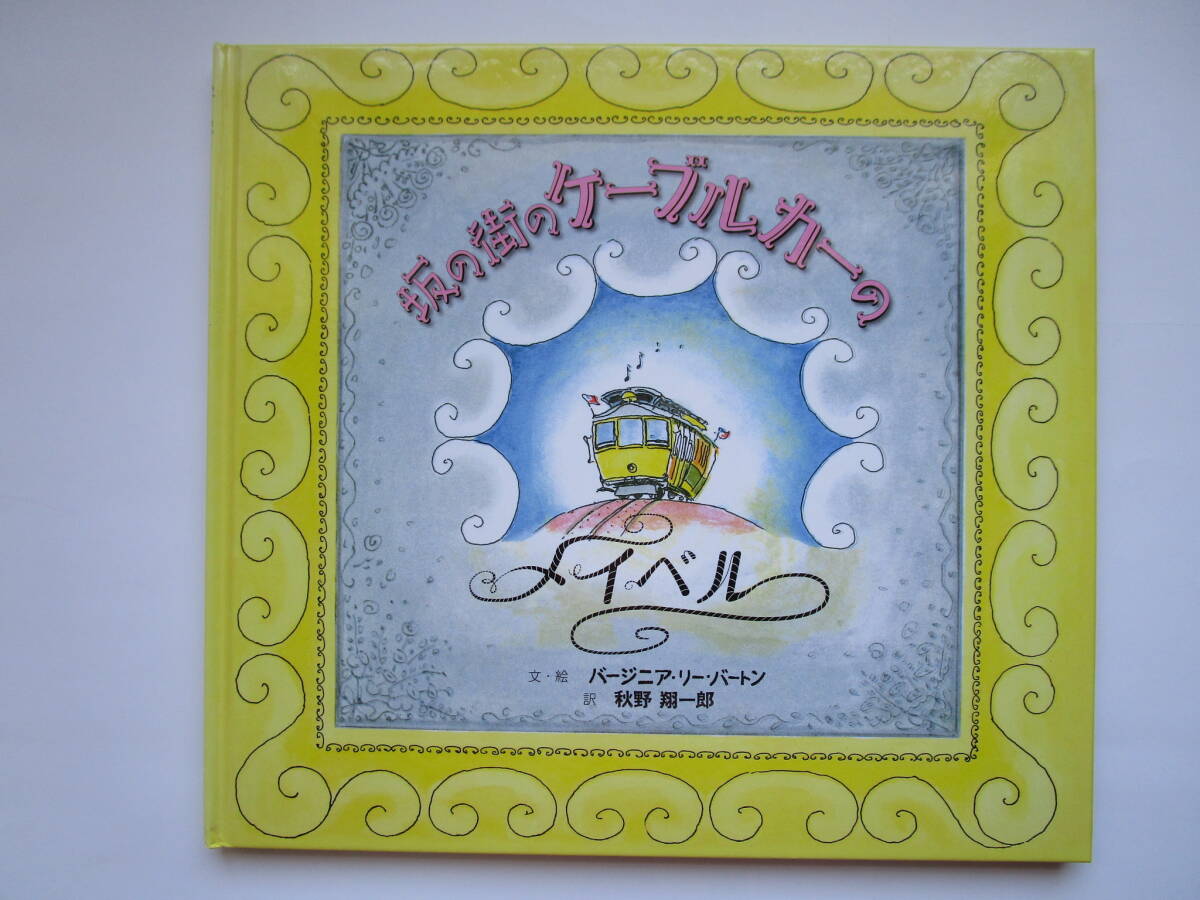 坂の街のケーブルカーの
メイベル
文・絵 バージニア・リー・バートン
訳 秋野 翔一郎